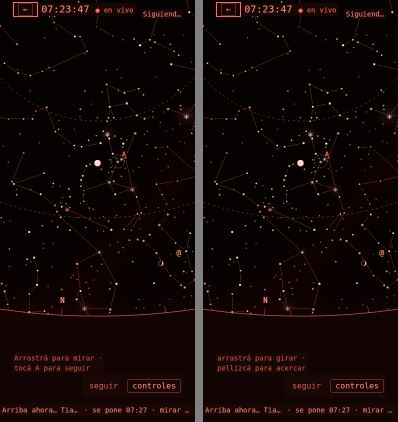 ← 07:23:47 ● en vivo Siguiend…
A
@
N
Arrastrá para mirar ·
tocá A para seguir
seguir controles
Arriba ahora… Tia… · se pone 07:27 · mirar …
← 07:23:47 ● en vivo Siguiend…
A
@
N
arrastrá para girar ·
pellizcá para acercar
seguir controles
Arriba ahora… Tia… · se pone 07:27 · mirar …